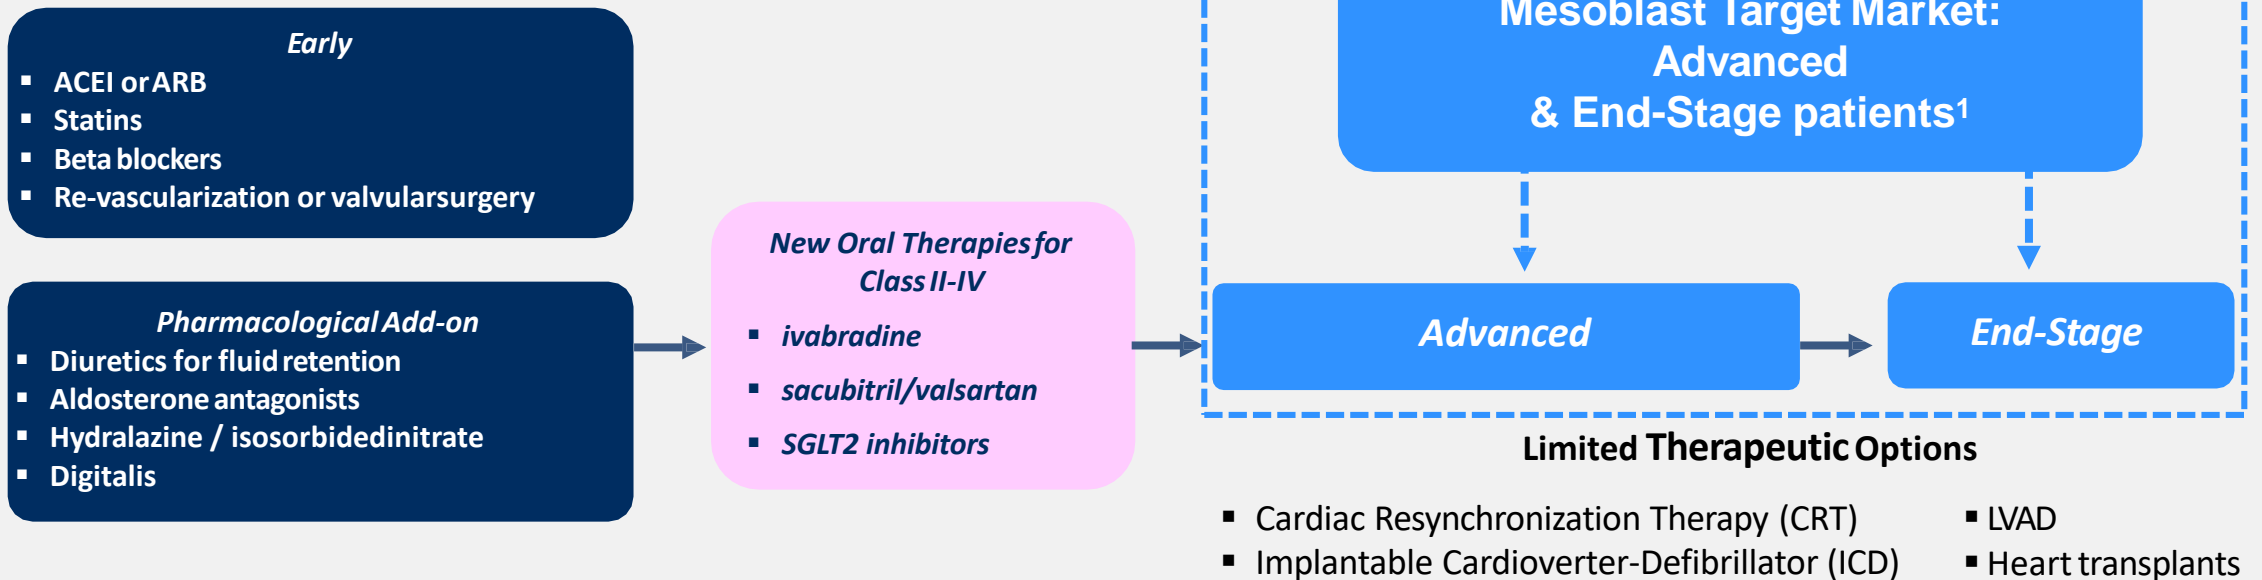 Early
▪ ACEI or ARB
▪ Statins
▪ Beta blockers
▪ Re-vascularization or valvularsurgery
Pharmacological Add-on
▪ Diuretics for fluid retention
▪ Aldosterone antagonists
▪ Hydralazine / isosorbidedinitrate
▪ Digitalis
New Oral Therapies for
Class II-IV
▪ ivabradine
▪ sacubitril/valsartan
▪ SGLT2 inhibitors
Mesoblast Target Market:
Advanced
& End-Stage patients¹
Advanced
End-Stage
Limited Therapeutic Options
▪ Cardiac Resynchronization Therapy (CRT)
▪ Implantable Cardioverter-Defibrillator (ICD)
▪ LVAD
▪ Heart transplants